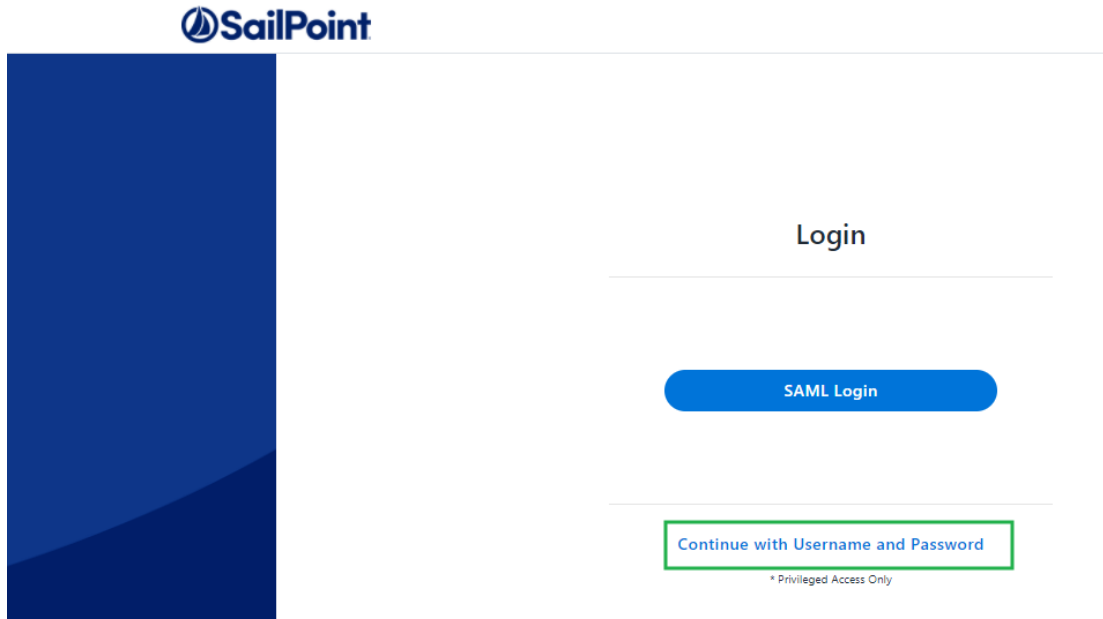 SailPoint
Login
SAML Login
Continue with Username and Password
* Privileged Access Only